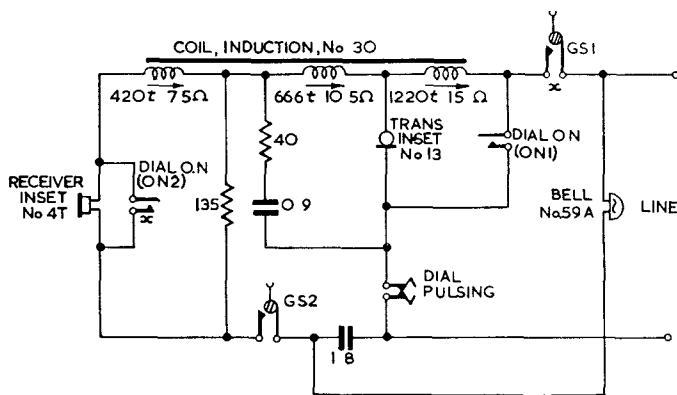 COIL, INDUCTION, No 30
GS1
420t 75Ω
666t 10 5Ω
1220t 15 Ω
x
40
TRANS
INSET
No 13
DIAL ON
(ON1)
RECEIVER
INSET
No 4T
DIAL O.N
(ON2)
x
135
0 9
BELL
No.59A
LINE
DIAL
PULSING
GS2
1 8